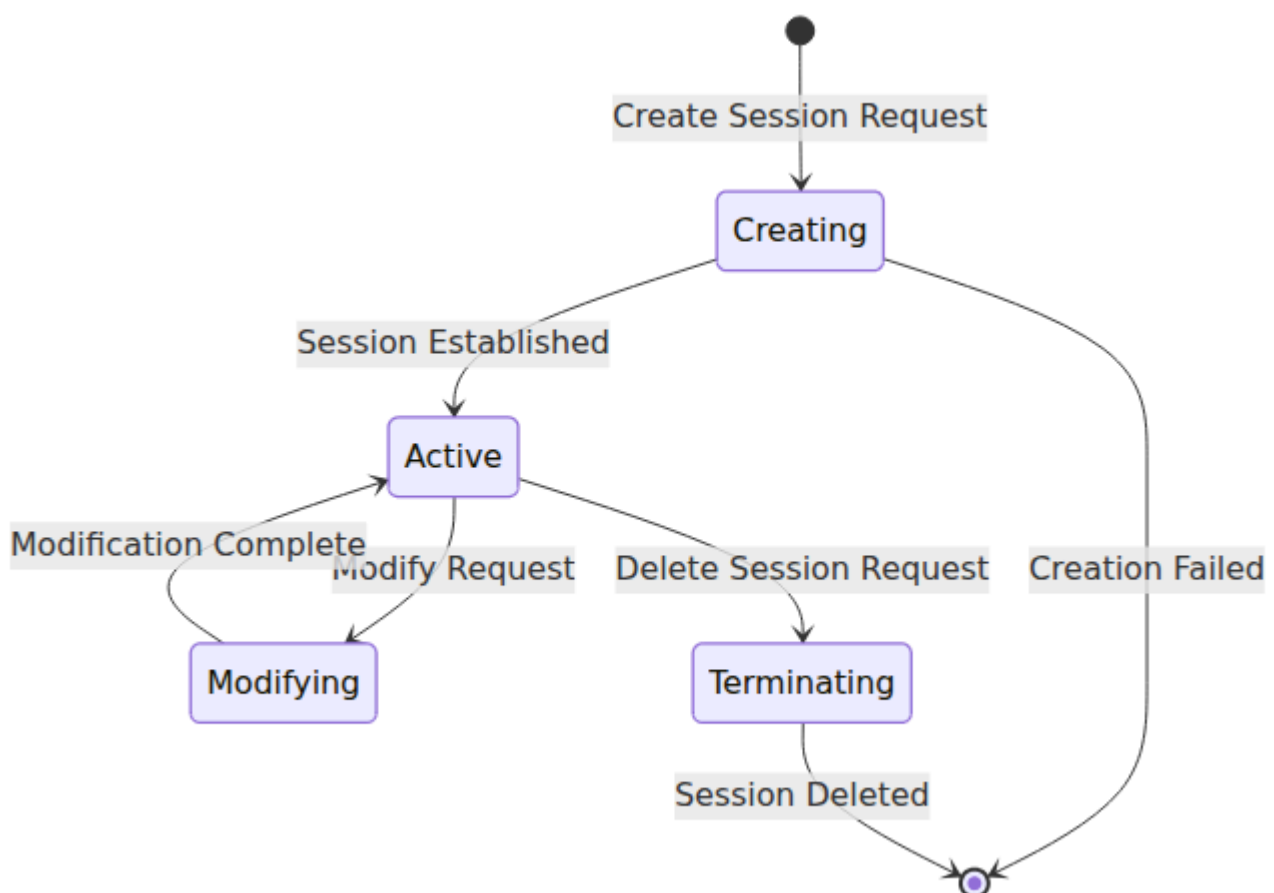 Create Session Request
Creating
Session Established
Active
Modification Complete
Modify Request
Delete Session Request
Creation Failed
Modifying
Terminating
Session Deleted